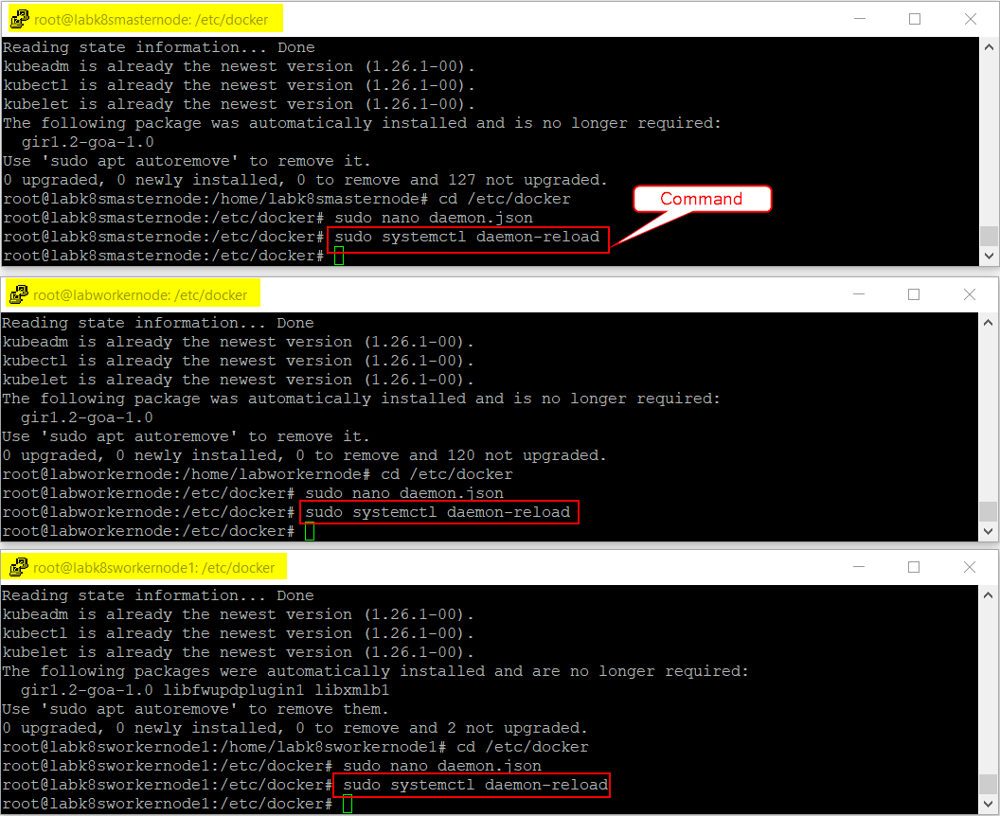 root@labk8smasternode: /etc/docker
Reading state information... Done
kubeadm is already the newest version (1.26.1-00).
kubectl is already the newest version (1.26.1-00).
kubelet is already the newest version (1.26.1-00).
The following package was automatically installed and is no longer required:
  gir1.2-goa-1.0
Use 'sudo apt autoremove' to remove it.
0 upgraded, 0 newly installed, 0 to remove and 127 not upgraded.
root@labk8smasternode:/home/labk8smasternode# cd /etc/docker
Command
root@labk8smasternode:/etc/docker# sudo nano daemon.json
root@labk8smasternode:/etc/docker# sudo systemctl daemon-reload
root@labk8smasternode:/etc/docker#
root@labworkernode: /etc/docker
Reading state information... Done
kubeadm is already the newest version (1.26.1-00).
kubectl is already the newest version (1.26.1-00).
kubelet is already the newest version (1.26.1-00).
The following package was automatically installed and is no longer required:
  gir1.2-goa-1.0
Use 'sudo apt autoremove' to remove it.
0 upgraded, 0 newly installed, 0 to remove and 120 not upgraded.
root@labworkernode:/home/labworkernode# cd /etc/docker
root@labworkernode:/etc/docker# sudo nano daemon.json
root@labworkernode:/etc/docker# sudo systemctl daemon-reload
root@labworkernode:/etc/docker#
root@labk8sworkernode1: /etc/docker
Reading state information... Done
kubeadm is already the newest version (1.26.1-00).
kubectl is already the newest version (1.26.1-00).
kubelet is already the newest version (1.26.1-00).
The following packages were automatically installed and are no longer required:
  gir1.2-goa-1.0 libfwupdplugin1 libxmlb1
Use 'sudo apt autoremove' to remove them.
0 upgraded, 0 newly installed, 0 to remove and 2 not upgraded.
root@labk8sworkernode1:/home/labk8sworkernode1# cd /etc/docker
root@labk8sworkernode1:/etc/docker# sudo nano daemon.json
root@labk8sworkernode1:/etc/docker# sudo systemctl daemon-reload
root@labk8sworkernode1:/etc/docker#